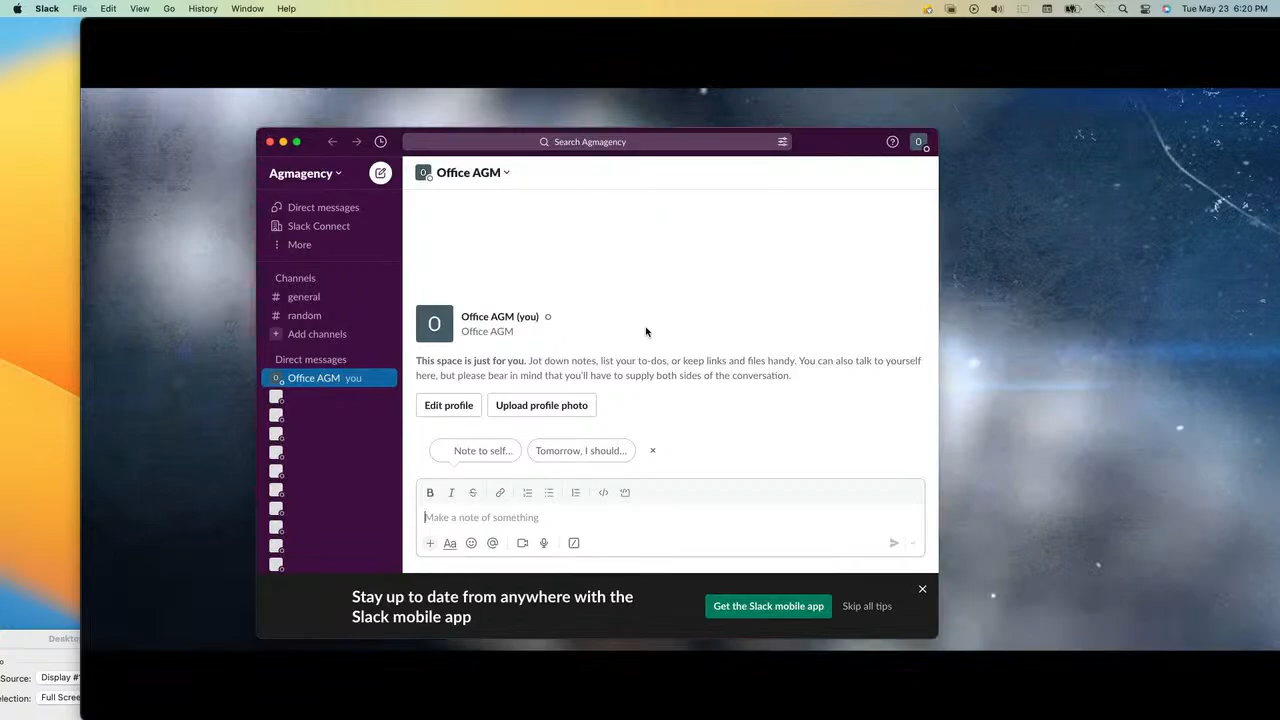 Slack File Edit View Go History Window Help
Tue May 23 6:20 PM
Search Agmagency
Agmagency
Office AGM
Direct messages
Slack Connect
More
Channels
# general
# random
+ Add channels
Direct messages
Office AGM you
Office AGM (you)
Office AGM
This space is just for you. Jot down notes, list your to-dos, or keep links and files handy. You can also talk to yourself
here, but please bear in mind that you'll have to supply both sides of the conversation.
Edit profile
Upload profile photo
Note to self...
Tomorrow, I should...
Make a note of something
Aa
Stay up to date from anywhere with the
Slack mobile app
Get the Slack mobile app
Skip all tips
Source: Display
Full Scree